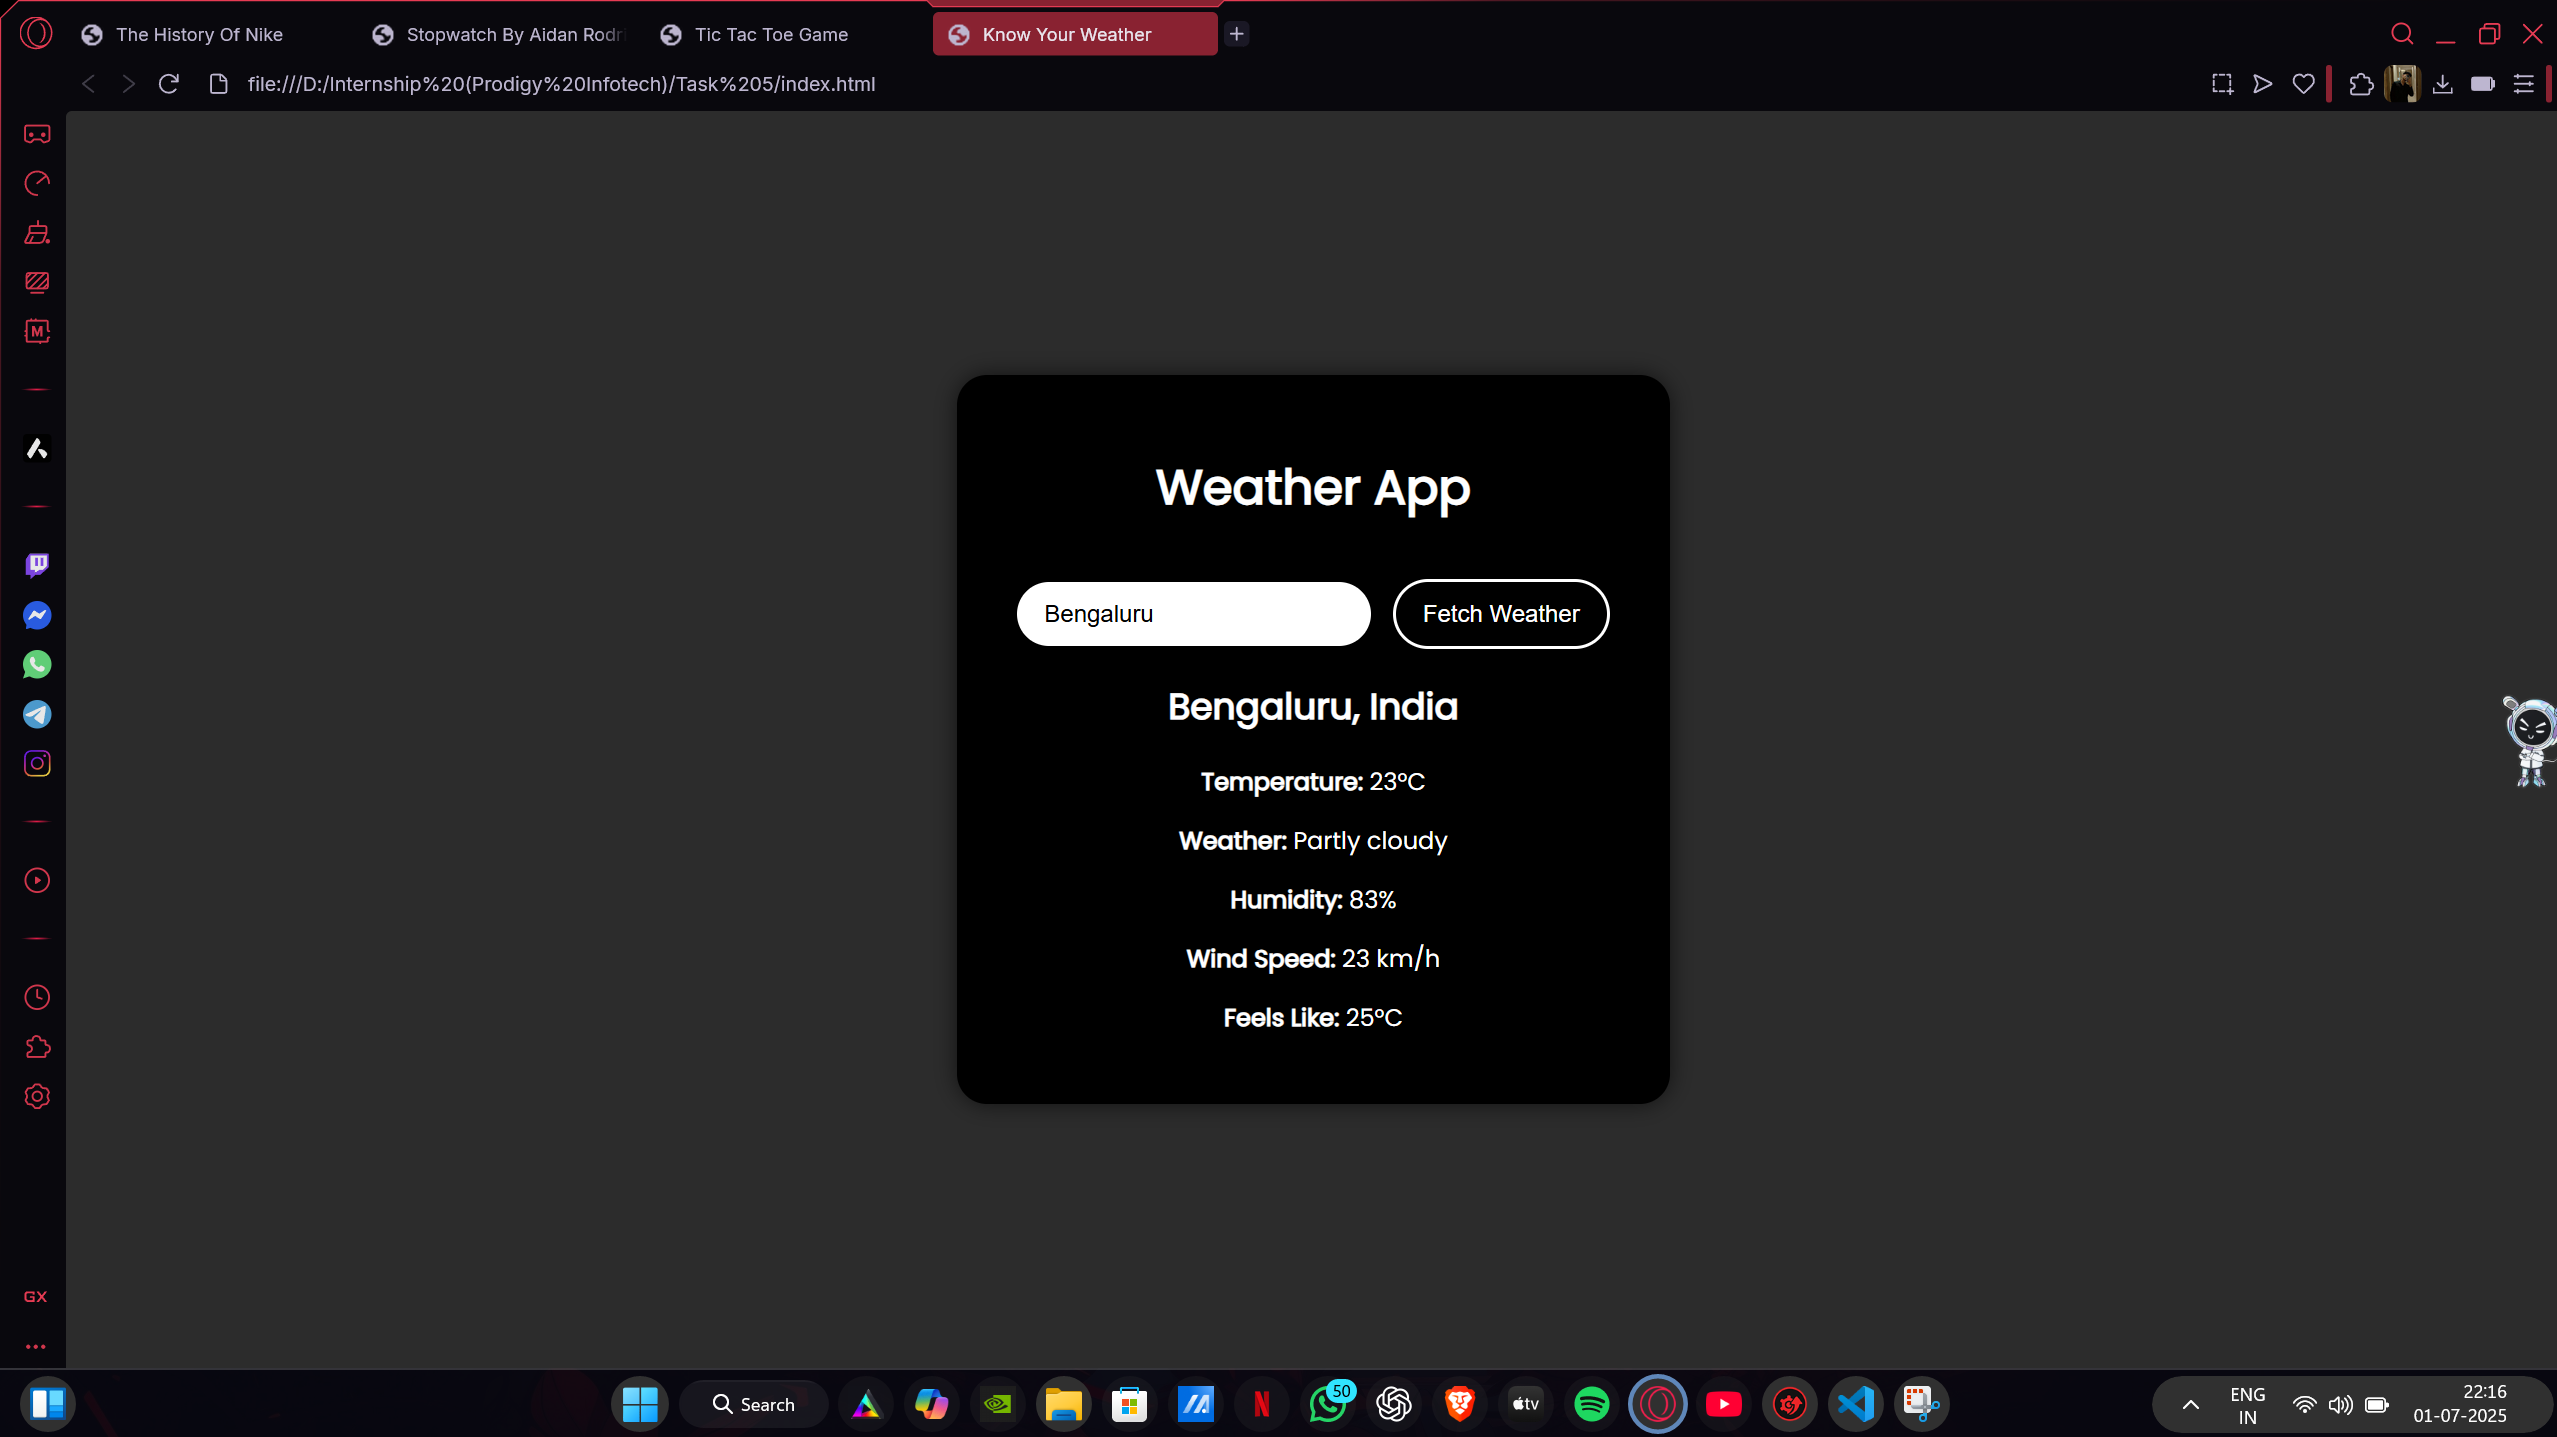 The History Of Nike
Stopwatch By Aidan Rodri
Tic Tac Toe Game
Know Your Weather
file:///D:/Internship%20(Prodigy%20Infotech)/Task%205/index.html
M
Weather App
Bengaluru
Fetch Weather
Bengaluru, India
Temperature: 23°C
Weather: Partly cloudy
Humidity: 83%
Wind Speed: 23 km/h
Feels Like: 25°C
GX
Search
50
tv
ENG
IN
22:16
01-07-2025